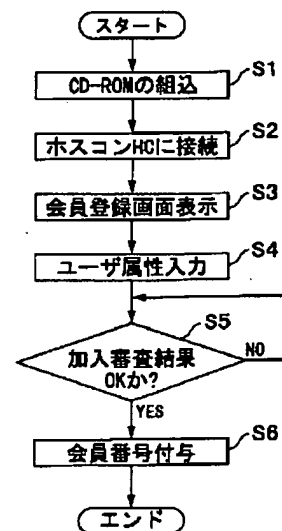 スタート
CD-ROMの組込
S1
ホスコンHCに接続
S2
会員登録画面表示
S3
ユーザ属性入力
S4
加入審査結果
OKか?
S5
NO
YES
会員番号付与
S6
エンド